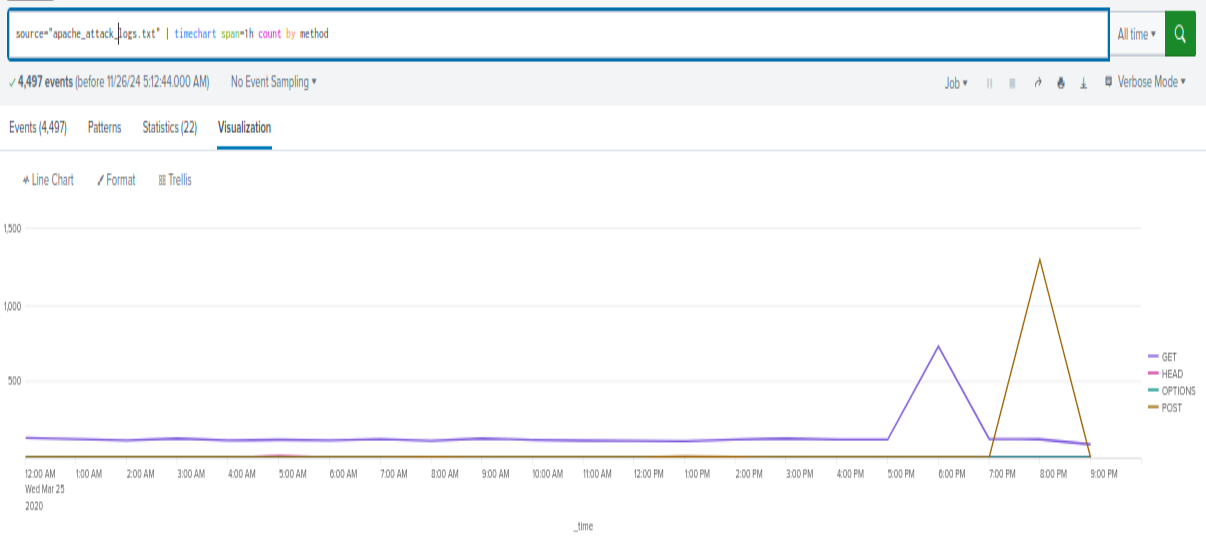 source="apache_attack_logs.txt" | timechart span=1h count by method
All time
4,497 events (before 11/26/24 5:12:44.000 AM) No Event Sampling
Job Verbose Mode
Events (4,497) Patterns Statistics (22) Visualization
Line Chart Format Trellis
1,500
1,000
500
GET
HEAD
OPTIONS
POST
12:00 AM 1:00 AM 2:00 AM 3:00 AM 4:00 AM 5:00 AM 6:00 AM 7:00 AM 8:00 AM 9:00 AM 10:00 AM 11:00 AM 12:00 PM 1:00 PM 2:00 PM 3:00 PM 4:00 PM 5:00 PM 6:00 PM 7:00 PM 8:00 PM 9:00 PM
Wed Mar 25
2020
_time